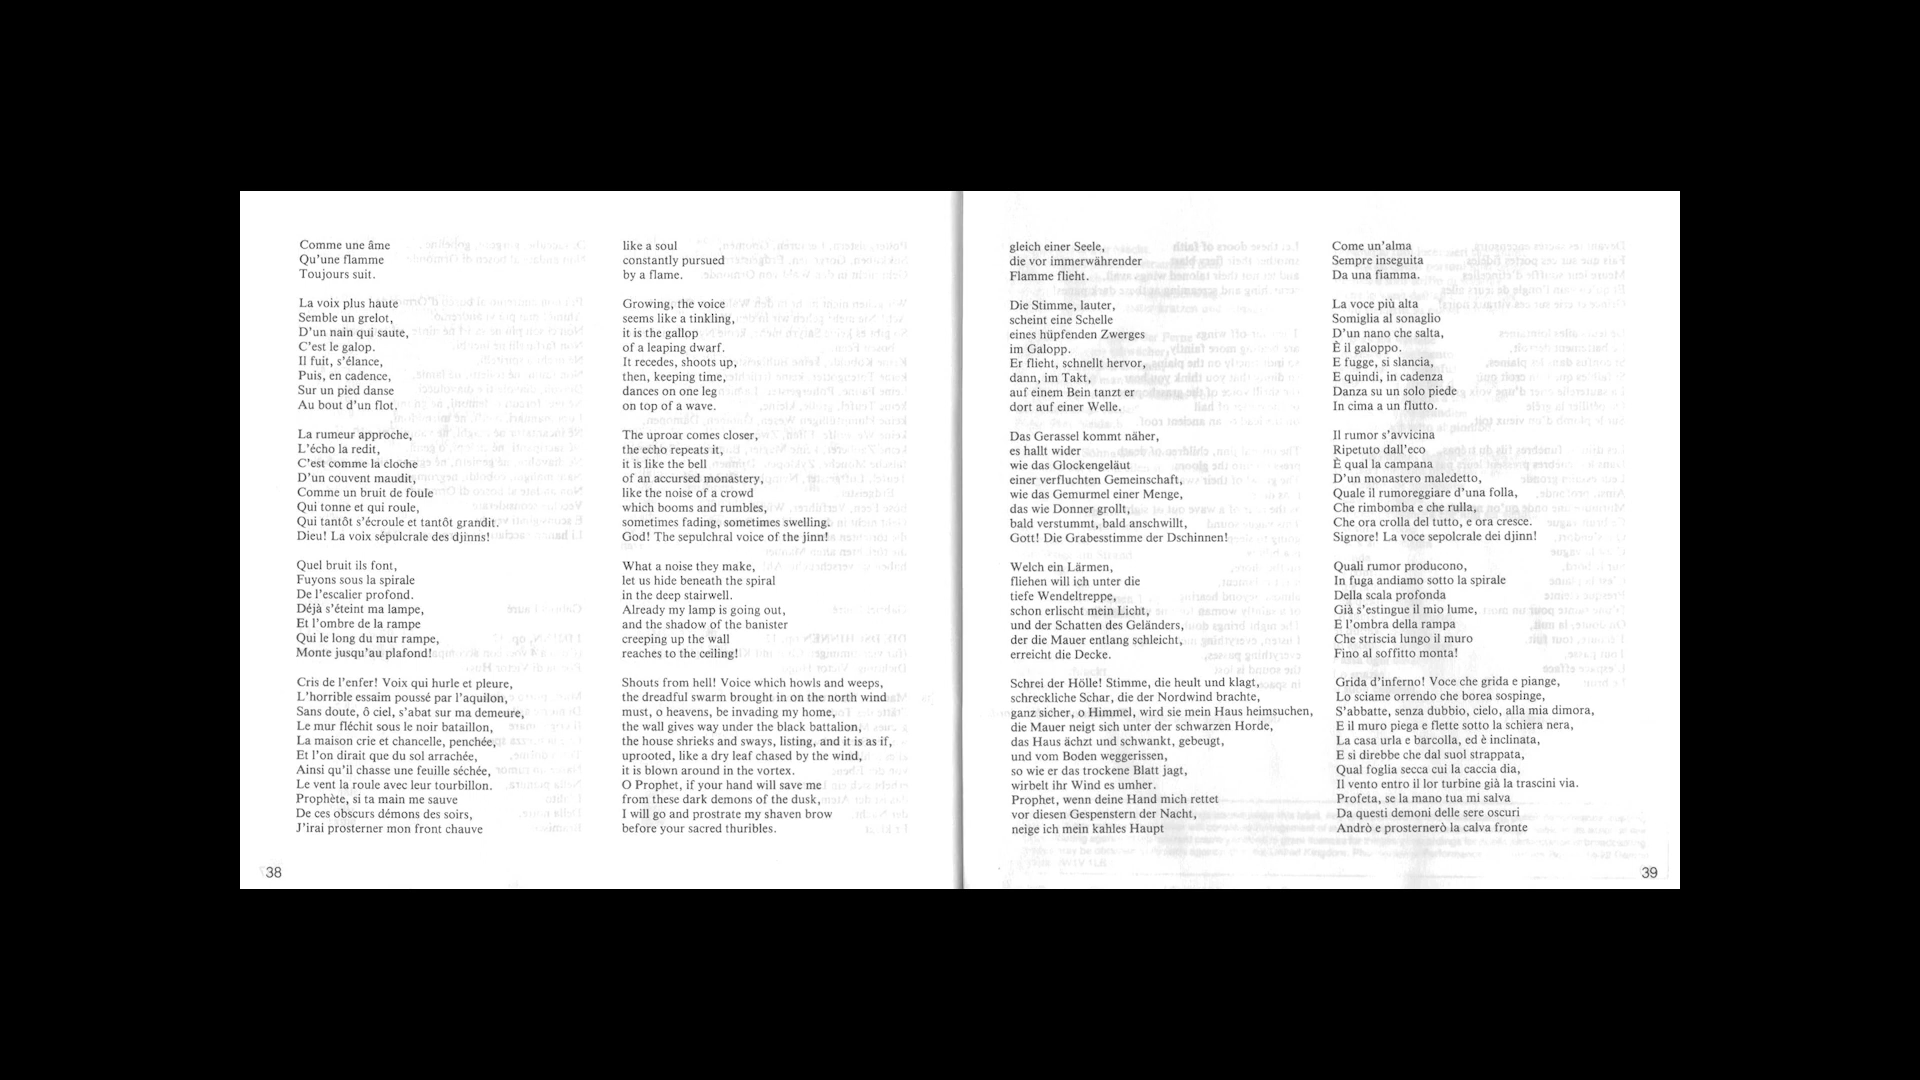 Comme une âme
Qu'une flamme
Toujours suit.
La voix plus haute
Semble un grelot,
D'un nain qui saute,
C'est le galop.
Il fuit, s'élance,
Puis, en cadence,
Sur un pied danse
Au bout d'un flot.
La rumeur approche,
L'écho la redit,
C'est comme la cloche
D'un couvent maudit,
Comme un bruit de foule
Qui tonne et qui roule,
Qui tantôt s'écroule et tantôt grandit.
Dieu! La voix sépulcrale des djinns!
Quel bruit ils font,
Fuyons sous la spirale
De l'escalier profond.
Déjà s'éteint ma lampe,
Et l'ombre de la rampe
Qui le long du mur rampe,
Monte jusqu'au plafond!
Cris de l'enfer! Voix qui hurle et pleure,
L'horrible essaim poussé par l'aquilon,
Sans doute, ô ciel, s'abat sur ma demeure,
Le mur fléchit sous le noir bataillon,
La maison crie et chancelle, penchée,
Et l'on dirait que du sol arrachée,
Ainsi qu'il chasse une feuille séchée,
Le vent la roule avec leur tourbillon.
Prophète, si ta main me sauve
De ces obscurs démons des soirs,
J'irai prosterner mon front chauve
like a soul
constantly pursued
by a flame.
Growing, the voice
seems like a tinkling,
it is the gallop
of a leaping dwarf.
It recedes, shoots up,
then, keeping time,
dances on one leg
on top of a wave.
The uproar comes closer,
the echo repeats it,
it is like the bell
of an accursed monastery,
like the noise of a crowd
which booms and rumbles,
sometimes fading, sometimes swelling.
God! The sepulchral voice of the jinn!
What a noise they make,
let us hide beneath the spiral
in the deep stairwell.
Already my lamp is going out,
and the shadow of the banister
creeping up the wall
reaches to the ceiling!
Shouts from hell! Voice which howls and weeps,
the dreadful swarm brought in on the north wind
must, o heavens, be invading my home,
the wall gives way under the black battalion,
the house shrieks and sways, listing, and it is as if,
uprooted, like a dry leaf chased by the wind,
it is blown around in the vortex.
O Prophet, if your hand will save me
from these dark demons of the dusk,
I will go and prostrate my shaven brow
before your sacred thuribles.
38
gleich einer Seele,
die vor immerwährender
Flamme flieht.
Die Stimme, lauter,
scheint eine Schelle
eines hüpfenden Zwerges
im Galopp.
Er flieht, schnellt hervor,
dann, im Takt,
auf einem Bein tanzt er
dort auf einer Welle.
Das Gerassel kommt näher,
es hallt wider
wie das Glockengeläut
einer verfluchten Gemeinschaft,
wie das Gemurmel einer Menge,
das wie Donner grollt,
bald verstummt, bald anschwillt,
Gott! Die Grabesstimme der Dschinnen!
Welch ein Lärmen,
fliehen will ich unter die
tiefe Wendeltreppe,
schon erlischt mein Licht,
und der Schatten des Geländers,
der die Mauer entlang schleicht,
erreicht die Decke.
Schrei der Hölle! Stimme, die heult und klagt,
schreckliche Schar, die der Nordwind brachte,
ganz sicher, o Himmel, wird sie mein Haus heimsuchen,
die Mauer neigt sich unter der schwarzen Horde,
das Haus ächzt und schwankt, gebeugt,
und vom Boden weggerissen,
so wie er das trockene Blatt jagt,
wirbelt ihr Wind es umher.
Prophet, wenn deine Hand mich rettet
vor diesen Gespenstern der Nacht,
neige ich mein kahles Haupt
Come un'alma
Sempre inseguita
Da una fiamma.
La voce più alta
Somiglia al sonaglio
D'un nano che salta,
È il galoppo.
E fugge, si slancia,
E quindi, in cadenza
Danza su un solo piede
In cima a un flutto.
Il rumor s'avvicina
Ripetuto dall'eco
È qual la campana
D'un monastero maledetto,
Quale il rumoreggiare d'una folla,
Che rimbomba e che rulla,
Che ora crolla del tutto, e ora cresce.
Signore! La voce sepolcrale dei djinn!
Quali rumor producono,
In fuga andiamo sotto la spirale
Della scala profonda
Già s'estingue il mio lume,
E l'ombra della rampa
Che striscia lungo il muro
Fino al soffitto monta!
Grida d'inferno! Voce che grida e piange,
Lo sciame orrendo che borea sospinge,
S'abbatte, senza dubbio, cielo, alla mia dimora,
E il muro piega e flette sotto la schiera nera,
La casa urla e barcolla, ed è inclinata,
E si direbbe che dal suol strappata,
Qual foglia secca cui la caccia dia,
Il vento entro il lor turbine già la trascini via.
Profeta, se la mano tua mi salva
Da questi demoni delle sere oscuri
Andrò e prosternerò la calva fronte
39